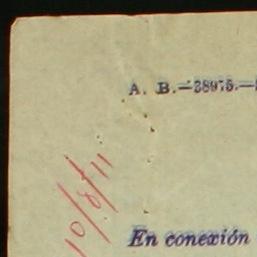 A. B.—38975.—
10/8/11
En conexión